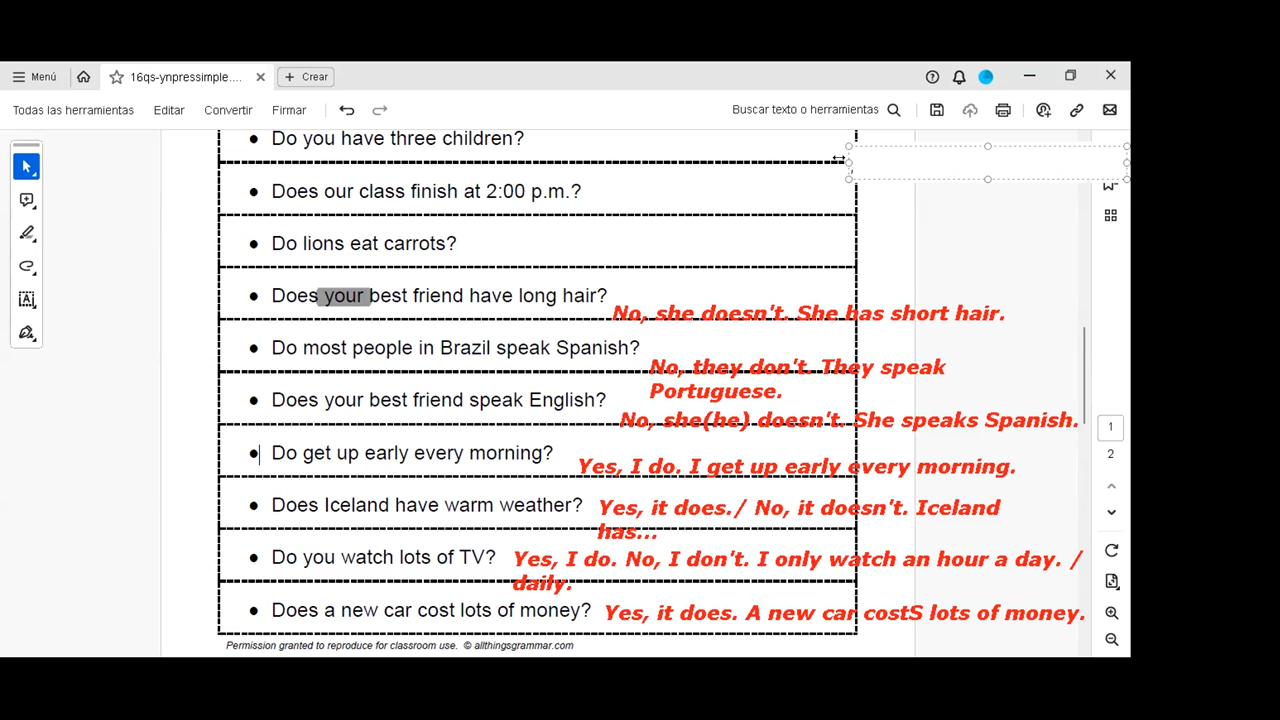 Menú
16qs-ynpressimple....
Crear
Todas las herramientas
Editar
Convertir
Firmar
Buscar texto o herramientas
• Do you have three children?
• Does our class finish at 2:00 p.m.?
• Do lions eat carrots?
• Does your best friend have long hair?
No, she doesn't. She has short hair.
• Do most people in Brazil speak Spanish?
No, they don't. They speak
Portuguese.
• Does your best friend speak English?
No, she(he) doesn't. She speaks Spanish.
• Do get up early every morning?
Yes, I do. I get up early every morning.
• Does Iceland have warm weather?
Yes, it does./ No, it doesn't. Iceland
has...
• Do you watch lots of TV?
Yes, I do. No, I don't. I only watch an hour a day. /
daily.
• Does a new car cost lots of money?
Yes, it does. A new car costS lots of money.
Permission granted to reproduce for classroom use. © allthingsgrammar.com
1
2